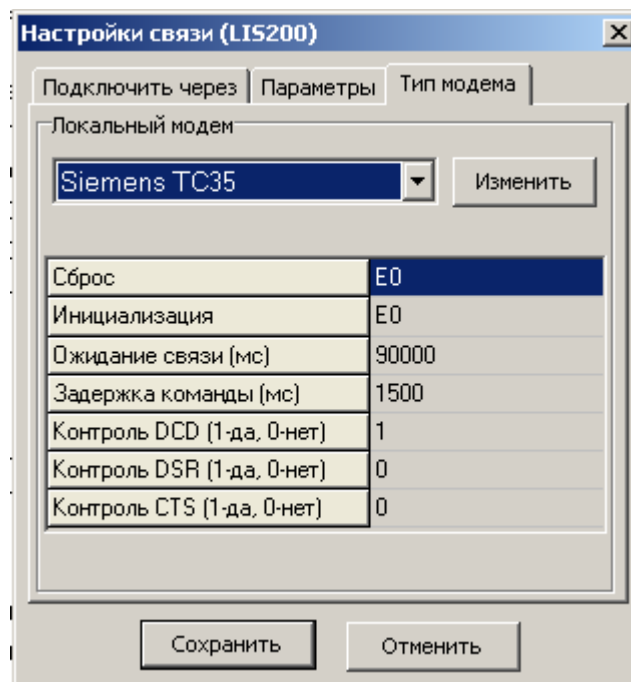 Настройки связи (LIS200)
Подключить через Параметры Тип модема
Локальный модем
Siemens TC35 Изменить
Сброс E0
Инициализация E0
Ожидание связи (мс) 90000
Задержка команды (мс) 1500
Контроль DCD (1-да, 0-нет) 1
Контроль DSR (1-да, 0-нет) 0
Контроль CTS (1-да, 0-нет) 0
Сохранить Отменить